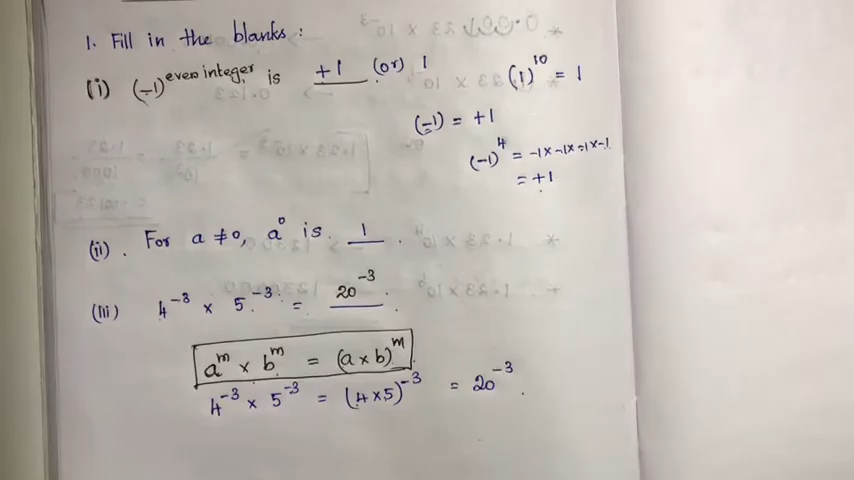 1. Fill in the blanks :
(i) (-1)^even integer is +1 (or) 1
(1)^10 = 1
(-1) = +1
(-1)^4 = -1 x -1 x -1 x -1
= +1
(ii). For a ≠ 0, a^0 is 1.
(iii) 4^-3 x 5^-3 = 20^-3.
a^m x b^m = (a x b)^m
4^-3 x 5^-3 = (4x5)^-3 = 20^-3.